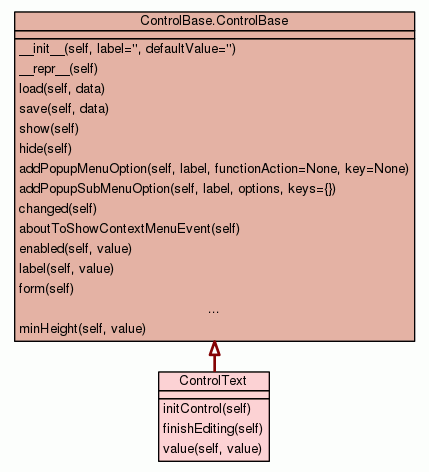 ControlBase.ControlBase
__init__(self, label='', defaultValue='')
__repr__(self)
load(self, data)
save(self, data)
show(self)
hide(self)
addPopupMenuOption(self, label, functionAction=None, key=None)
addPopupSubMenuOption(self, label, options, keys={})
changed(self)
aboutToShowContextMenuEvent(self)
enabled(self, value)
label(self, value)
form(self)
...
minHeight(self, value)
ControlText
initControl(self)
finishEditing(self)
value(self, value)